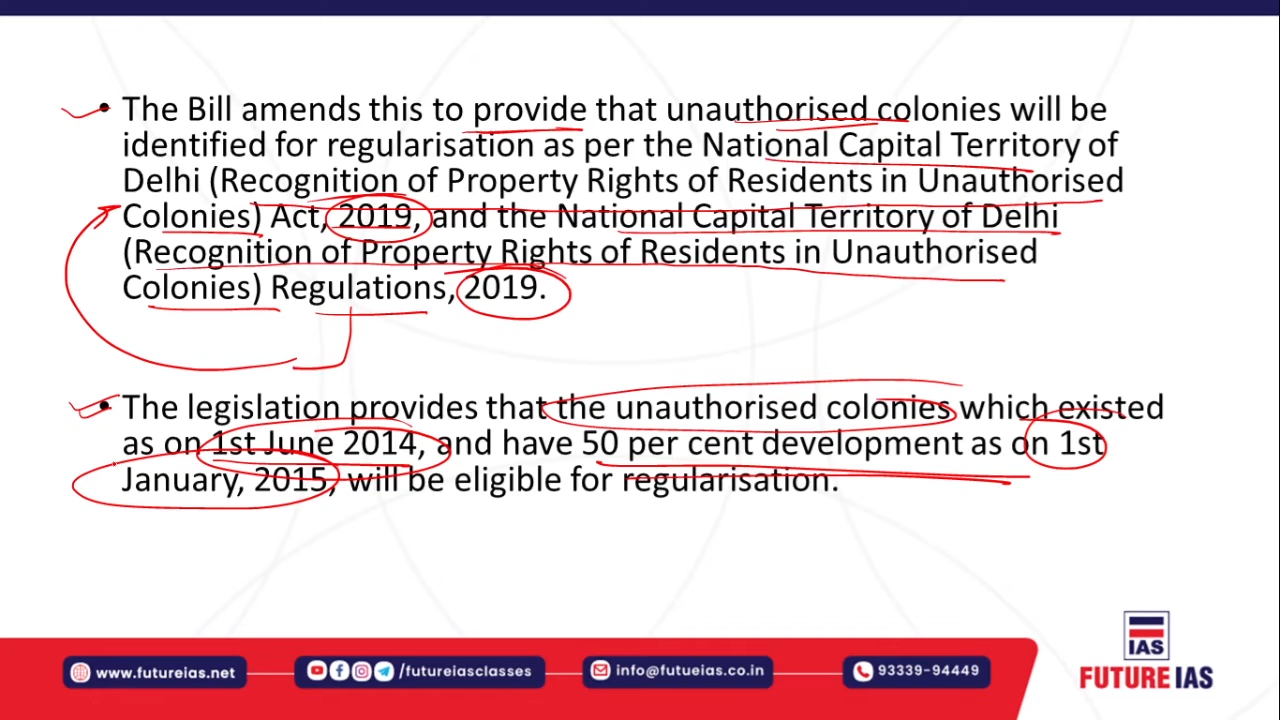 • The Bill amends this to provide that unauthorised colonies will be
identified for regularisation as per the National Capital Territory of
Delhi (Recognition of Property Rights of Residents in Unauthorised
Colonies) Act, 2019, and the National Capital Territory of Delhi
(Recognition of Property Rights of Residents in Unauthorised
Colonies) Regulations, 2019.
• The legislation provides that the unauthorised colonies which existed
as on 1st June 2014, and have 50 per cent development as on 1st
January, 2015, will be eligible for regularisation.
IAS
www.futureias.net
/futureiasclasses
info@futueias.co.in
93339-94449
FUTURE IAS